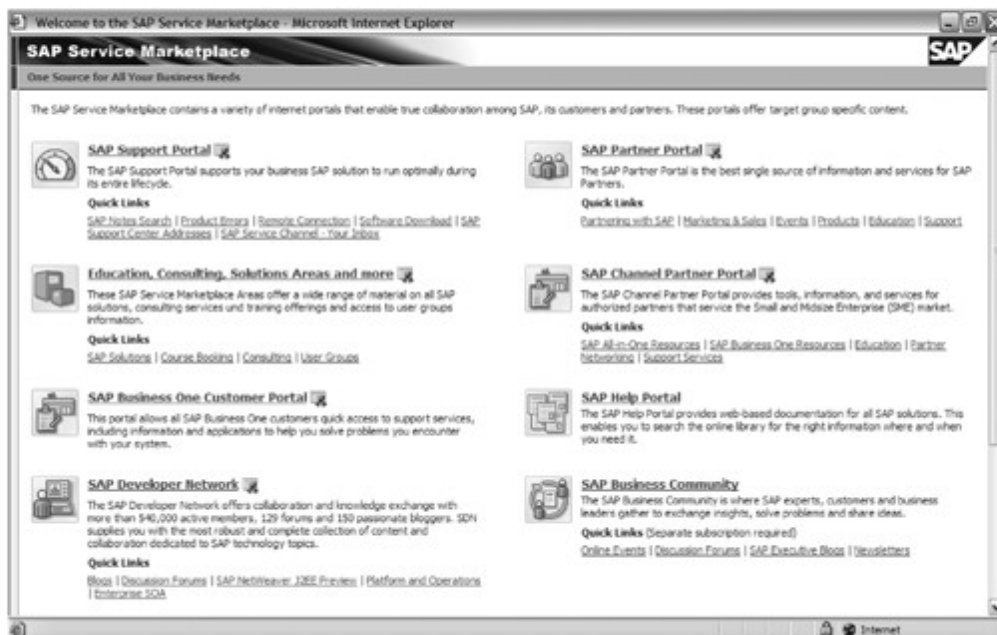 Welcome to the SAP Service Marketplace - Microsoft Internet Explorer
SAP Service Marketplace
SAP
One Source for All Your Business Needs
The SAP Service Marketplace contains a variety of internet portals that enable true collaboration among SAP, its customers and partners. These portals offer target group specific content.
SAP Support Portal
The SAP Support Portal supports your business SAP solution to run optimally during
its entire lifecycle.
Quick Links
SAP Notes Search | Product Errors | Remote Connection | Software Download | SAP
Support Center Addresses | SAP Service Channel - Your Inbox
SAP Partner Portal
The SAP Partner Portal is the best single source of information and services for SAP
Partners.
Quick Links
Partnering with SAP | Marketing & Sales | Events | Products | Education | Support
Education, Consulting, Solutions Areas and more
These SAP Service Marketplace Areas offer a wide range of material on all SAP
solutions, consulting services und training offerings and access to user groups
information.
Quick Links
SAP Solutions | Course Booking | Consulting | User Groups
SAP Channel Partner Portal
The SAP Channel Partner Portal provides tools, information, and services for
authorized partners that service the Small and Midsize Enterprise (SME) market.
Quick Links
SAP All-in-One Resources | SAP Business One Resources | Education | Partner
Networking | Support Services
SAP Business One Customer Portal
This portal allows all SAP Business One customers quick access to support services,
including information and applications to help you solve problems you encounter
with your system.
SAP Help Portal
The SAP Help Portal provides web-based documentation for all SAP solutions. This
enables you to search the online library for the right information where and when
you need it.
SAP Developer Network
The SAP Developer Network offers collaboration and knowledge exchange with
more than 540,000 active members, 129 forums and 150 passionate bloggers. SDN
supplies you with the most robust and complete collection of content and
collaboration dedicated to SAP technology topics.
Quick Links
Blogs | Discussion Forums | SAP NetWeaver J2EE Preview | Platform and Operations
| Enterprise SOA
SAP Business Community
The SAP Business Community is where SAP experts, customers and business
leaders gather to exchange insights, solve problems and share ideas.
Quick Links (Separate subscription required)
Online Events | Discussion Forums | SAP Executive Blogs | Newsletters
Internet